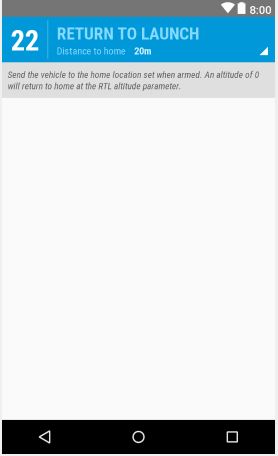 8:00
22
RETURN TO LAUNCH
Distance to home 20m
Send the vehicle to the home location set when armed. An altitude of 0
will return to home at the RTL altitude parameter.